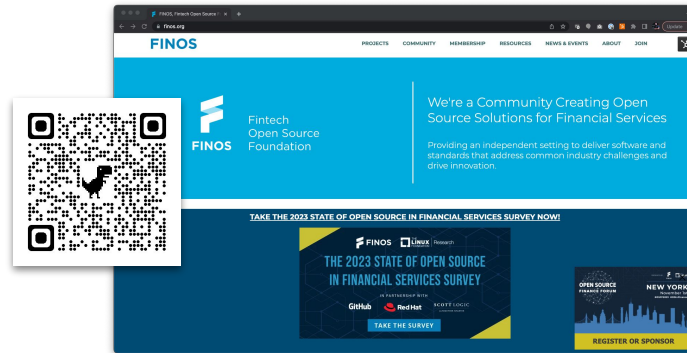 FINOS, Fintech Open Source F
finos.org
Update
FINOS
PROJECTS COMMUNITY MEMBERSHIP RESOURCES NEWS & EVENTS ABOUT JOIN
FINOS
Fintech
Open Source
Foundation
We're a Community Creating Open
Source Solutions for Financial Services
Providing an independent setting to deliver software and
standards that address common industry challenges and
drive innovation.
TAKE THE 2023 STATE OF OPEN SOURCE IN FINANCIAL SERVICES SURVEY NOW!
FINOS THE LINUX FOUNDATION Research
THE 2023 STATE OF OPEN SOURCE
IN FINANCIAL SERVICES SURVEY
IN PARTNERSHIP WITH
GitHub Red Hat SCOTT LOGIC
TAKE THE SURVEY
OPEN SOURCE
FINANCE FORUM
NEW YORK
REGISTER OR SPONSOR